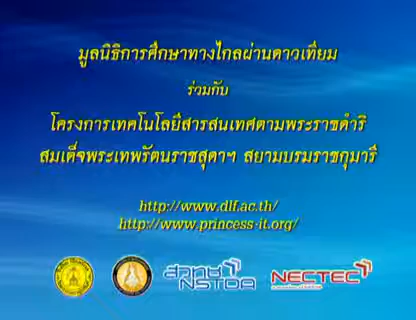 มูลนิธิการศึกษาทางไกลผ่านดาวเทียม
ร่วมกับ
โครงการเทคโนโลยีสารสนเทศตามพระราชดำริ
สมเด็จพระเทพรัตนราชสุดาฯ สยามบรมราชกุมารี
http://www.dlf.ac.th/
http://www.princess-it.org/
สวทช
NSTDA
NECTEC